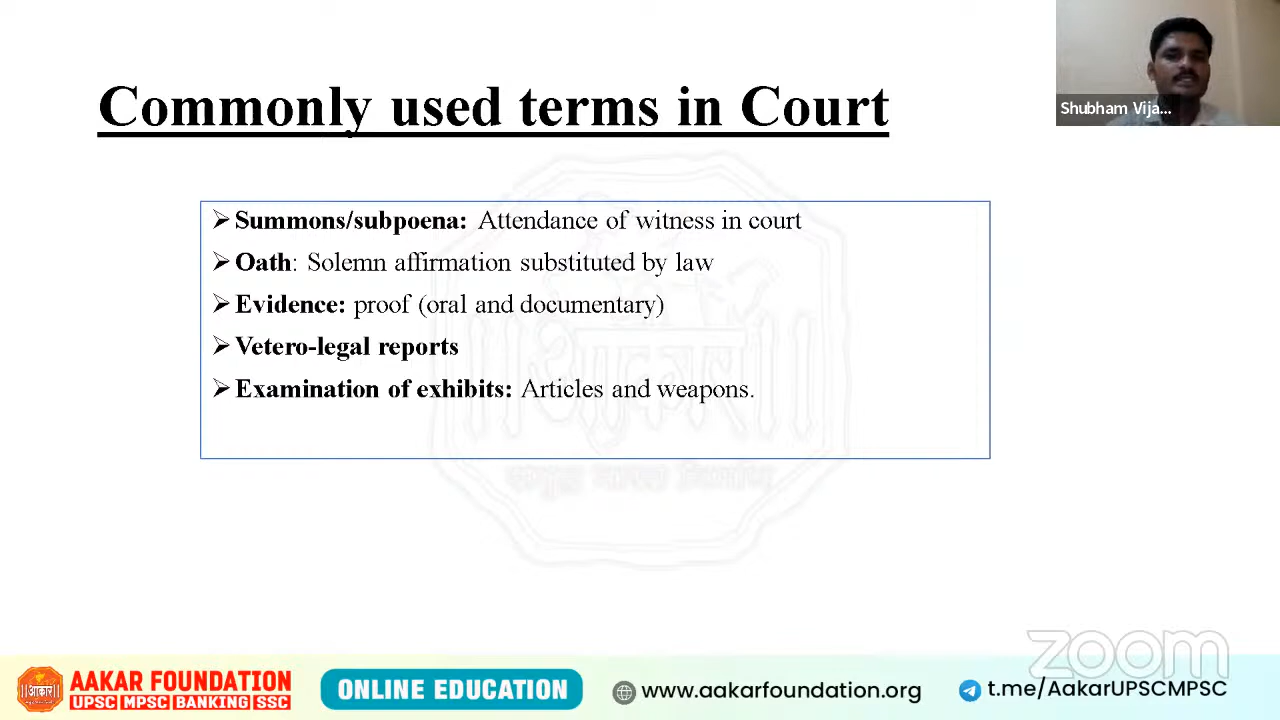 Commonly used terms in Court
Shubham Vija...
➢ Summons/subpoena: Attendance of witness in court
➢ Oath: Solemn affirmation substituted by law
➢ Evidence: proof (oral and documentary)
➢ Vetero-legal reports
➢ Examination of exhibits: Articles and weapons.
॥आकार॥
zoom
॥आकार॥
AAKAR FOUNDATION
UPSC MPSC BANKING SSC
ONLINE EDUCATION
www.aakarfoundation.org
t.me/AakarUPSCMPSC